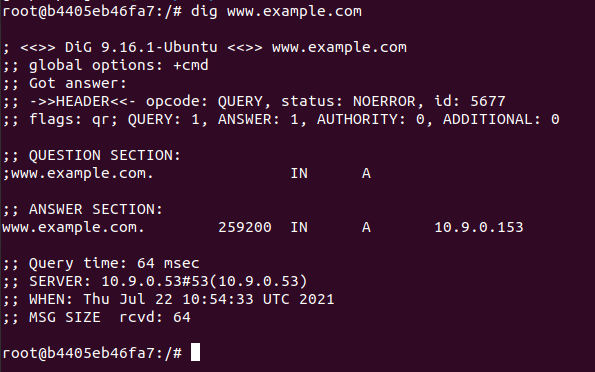 root@b4405eb46fa7:/# dig www.example.com
; <<>> DiG 9.16.1-Ubuntu <<>> www.example.com
;; global options: +cmd
;; Got answer:
;; ->>HEADER<<- opcode: QUERY, status: NOERROR, id: 5677
;; flags: qr; QUERY: 1, ANSWER: 1, AUTHORITY: 0, ADDITIONAL: 0
;; QUESTION SECTION:
;www.example.com. IN A
;; ANSWER SECTION:
www.example.com. 259200 IN A 10.9.0.153
;; Query time: 64 msec
;; SERVER: 10.9.0.53#53(10.9.0.53)
;; WHEN: Thu Jul 22 10:54:33 UTC 2021
;; MSG SIZE rcvd: 64
root@b4405eb46fa7:/#